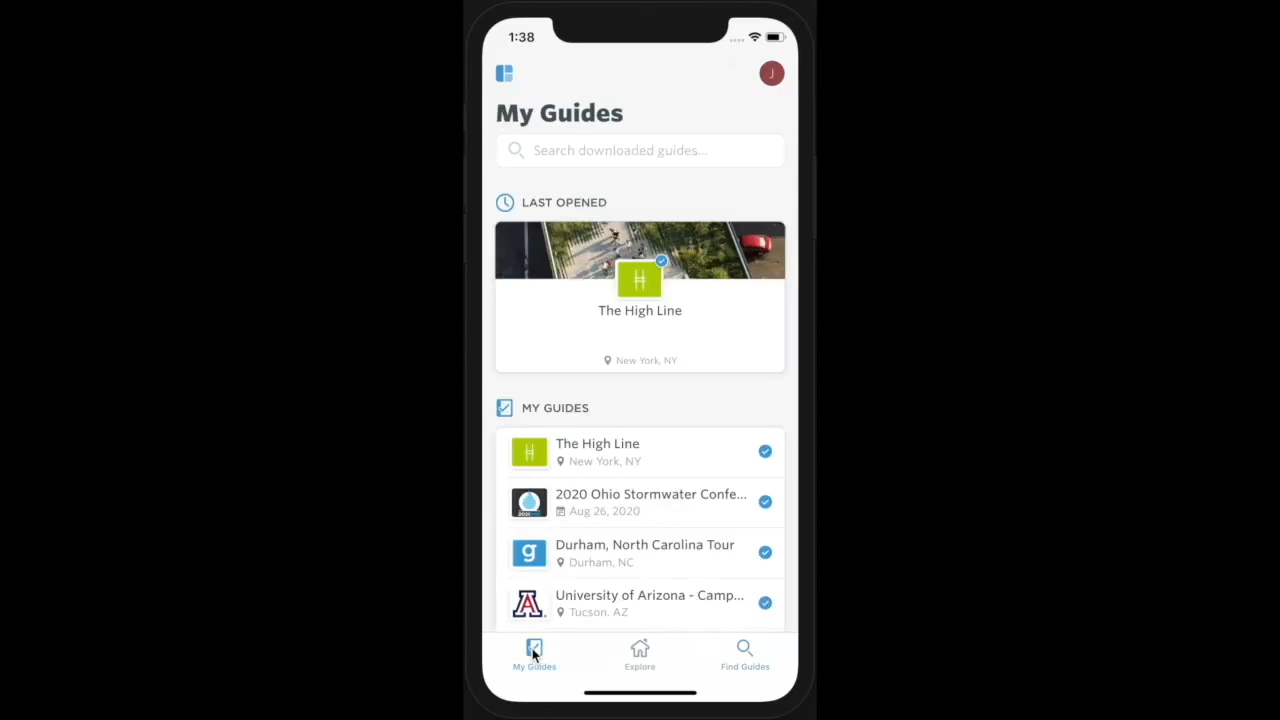 1:38
J
My Guides
Search downloaded guides...
LAST OPENED
The High Line
New York, NY
MY GUIDES
The High Line
New York, NY
2020 Ohio Stormwater Confe...
Aug 26, 2020
g
Durham, North Carolina Tour
Durham, NC
A
University of Arizona - Camp...
Tucson, AZ
My Guides
Explore
Find Guides